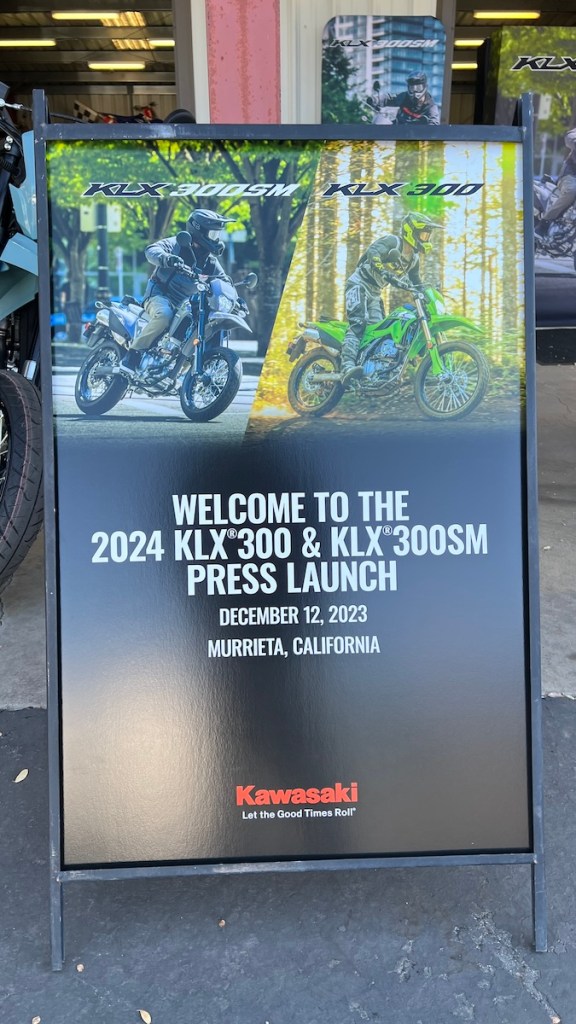 KLX 300SM
KLX
KLX 300SM KLX 300
WELCOME TO THE
2024 KLX®300 & KLX®300SM
PRESS LAUNCH
DECEMBER 12, 2023
MURRIETA, CALIFORNIA
Kawasaki
Let the Good Times Roll®